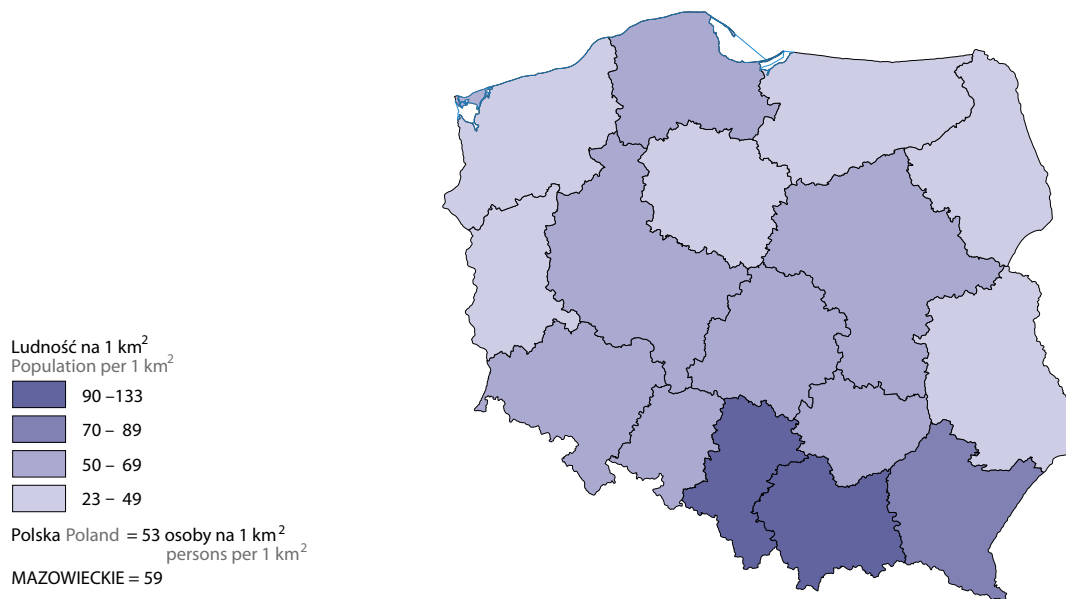 Ludność na 1 km²
Population per 1 km²
90 –133
70 – 89
50 – 69
23 – 49
Polska Poland = 53 osoby na 1 km²
persons per 1 km²
MAZOWIECKIE = 59